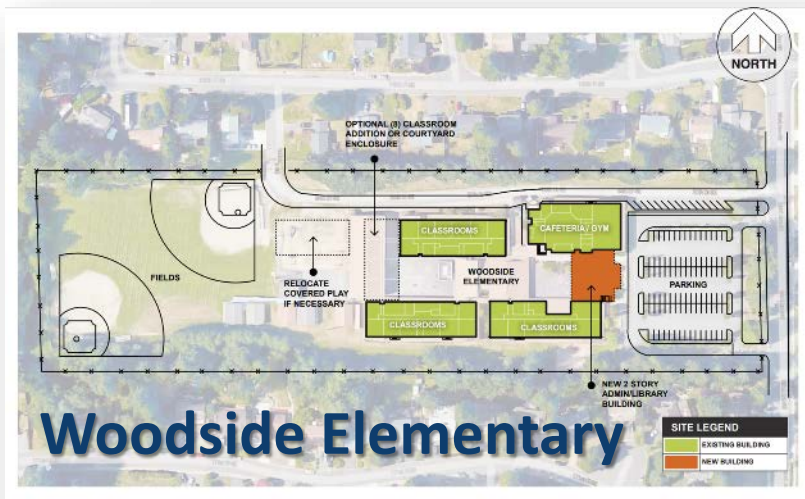 NORTH
OPTIONAL (8) CLASSROOM
ADDITION OR COURTYARD
ENCLOSURE
CLASSROOMS
CAFETERIA / GYM
FIELDS
RELOCATE
COVERED PLAY
IF NECESSARY
WOODSIDE
ELEMENTARY
PARKING
CLASSROOMS
CLASSROOMS
NEW 2 STORY
ADMIN/LIBRARY
BUILDING
Woodside Elementary
SITE LEGEND
EXISTING BUILDING
NEW BUILDING